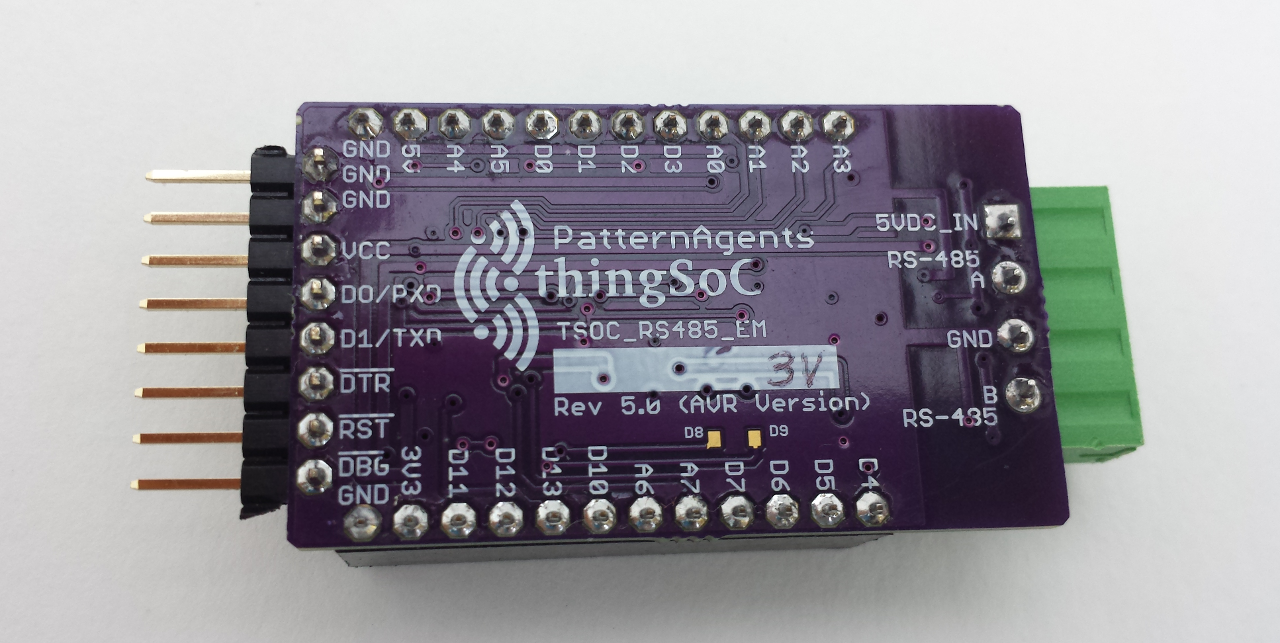 GND
5V
A4
A5
D0
D1
D2
D3
A0
A1
A2
A3
GND
GND
VCC
D0/RXD
D1/TXD
DTR
RST
DBG
GND
PatternAgents
thingSoC
TSOC_RS485_EM
3V
Rev 5.0 (AVR Version)
D8
D9
5VDC_IN
RS-485
A
GND
B
RS-485
3V3
D11
D12
D13
D10
A6
A7
D7
D6
D5
D4